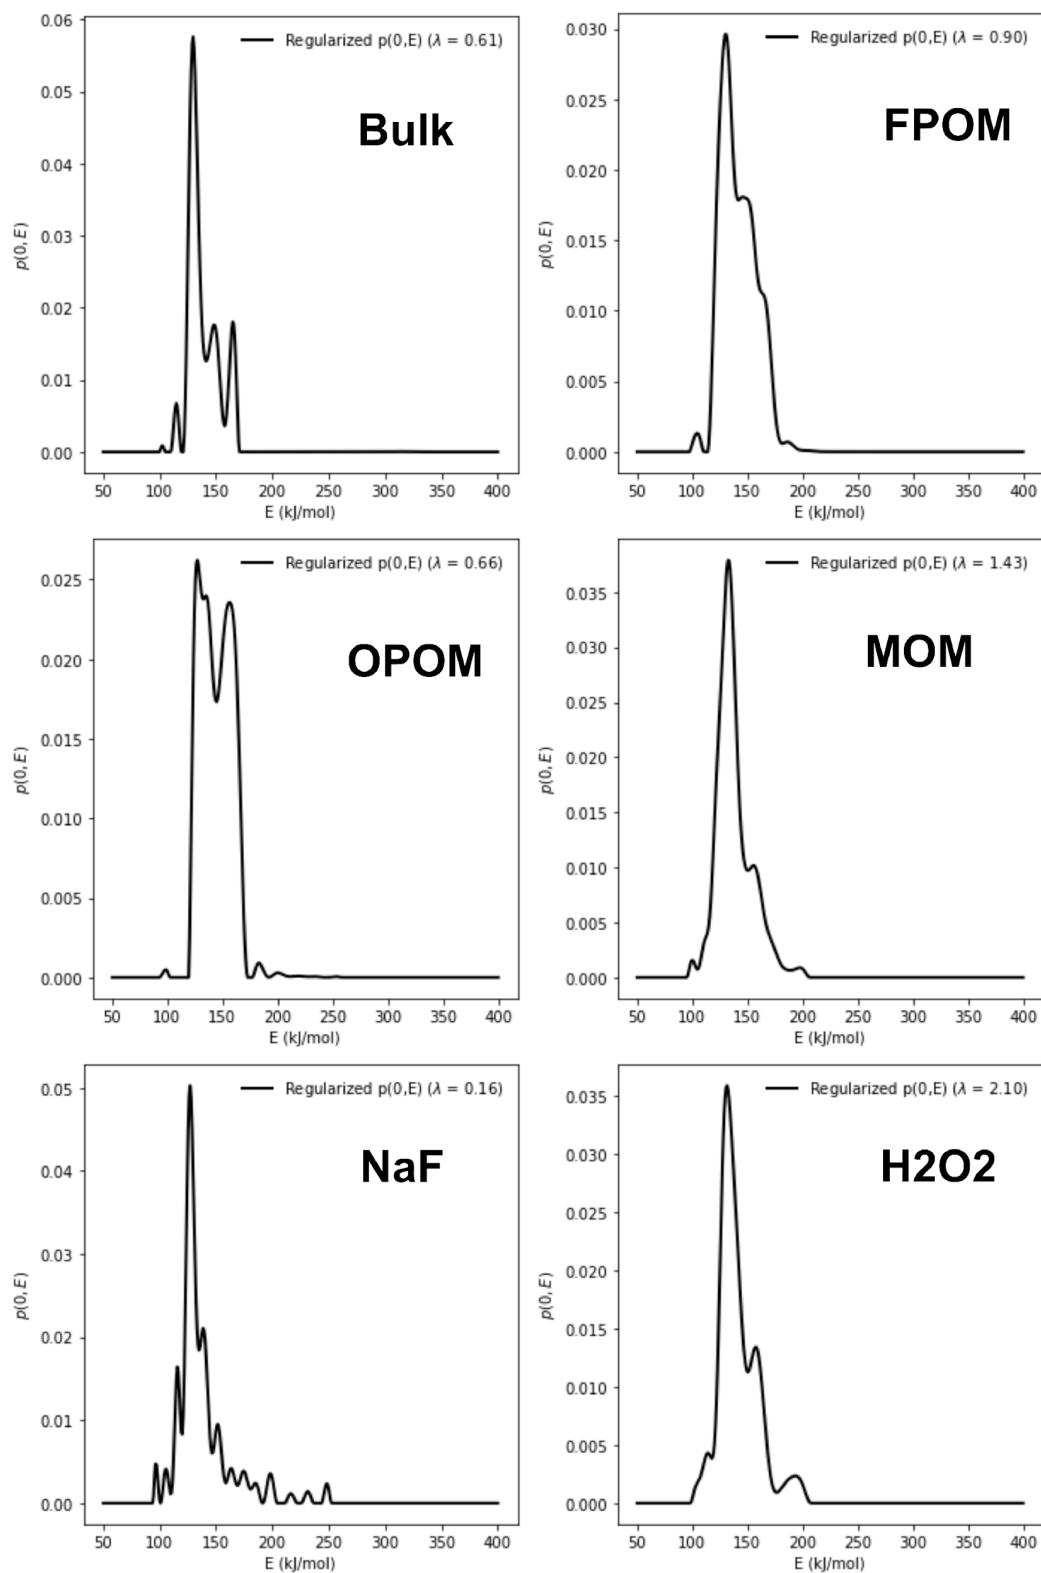 0.06
0.05
0.04
0.03
0.02
0.01
0.00
p(0, E)
Regularized p(0,E) (λ = 0.61)
Bulk
50 100 150 200 250 300 350 400
E (kJ/mol)
0.030
0.025
0.020
0.015
0.010
0.005
0.000
p(0, E)
Regularized p(0,E) (λ = 0.90)
FPOM
50 100 150 200 250 300 350 400
E (kJ/mol)
0.025
0.020
0.015
0.010
0.005
0.000
p(0, E)
Regularized p(0,E) (λ = 0.66)
OPOM
50 100 150 200 250 300 350 400
E (kJ/mol)
0.035
0.030
0.025
0.020
0.015
0.010
0.005
0.000
p(0, E)
Regularized p(0,E) (λ = 1.43)
MOM
50 100 150 200 250 300 350 400
E (kJ/mol)
0.05
0.04
0.03
0.02
0.01
0.00
p(0, E)
Regularized p(0,E) (λ = 0.16)
NaF
50 100 150 200 250 300 350 400
E (kJ/mol)
0.035
0.030
0.025
0.020
0.015
0.010
0.005
0.000
p(0, E)
Regularized p(0,E) (λ = 2.10)
H2O2
50 100 150 200 250 300 350 400
E (kJ/mol)